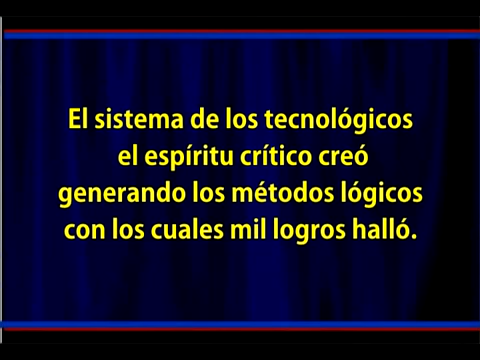 El sistema de los tecnológicos
el espíritu crítico creó
generando los métodos lógicos
con los cuales mil logros halló.